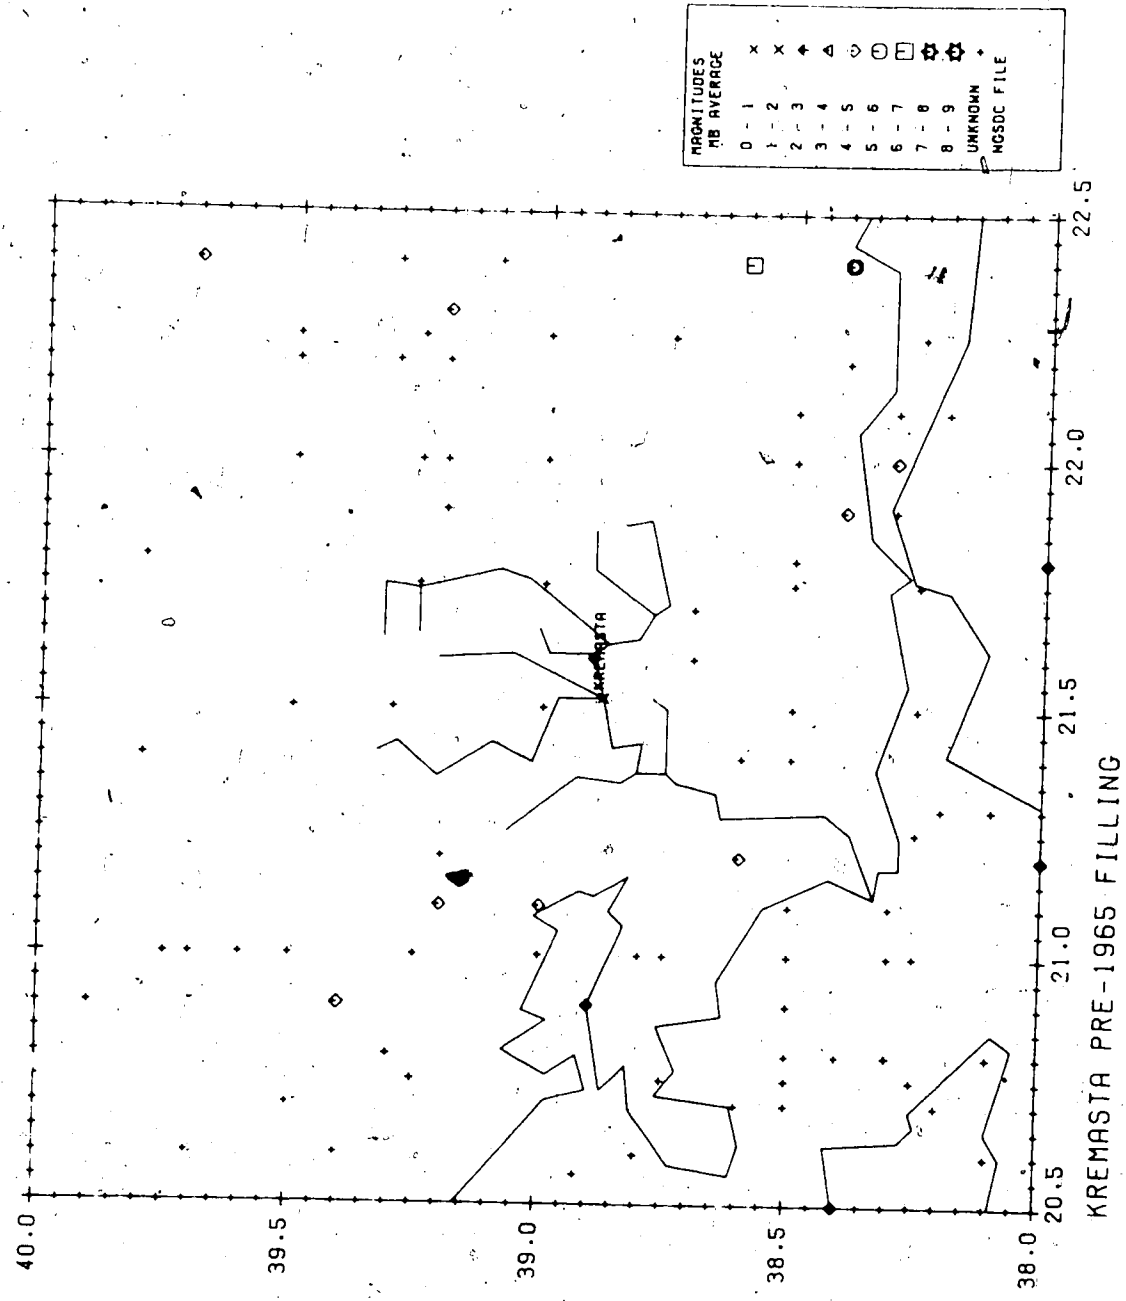 MAGNITUDES
MB AVERAGE
0 - 1
1 - 2
2 - 3
3 - 4
4 - 5
5 - 6
6 - 7
7 - 8
8 - 9
UNKNOWN
NGSDC FILE
40.0
39.5
39.0
38.5
38.0
20.5
21.0
21.5
22.0
22.5
KREMASTA
KREMASTA PRE-1965 FILLING